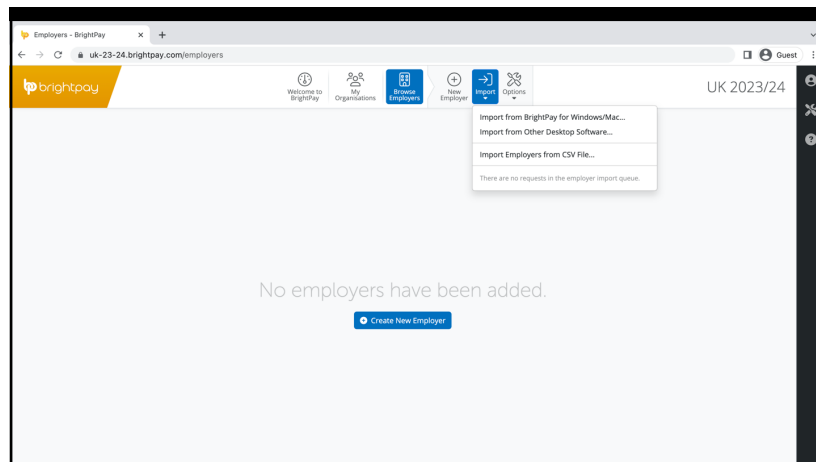 Employers - BrightPay
uk-23-24.brightpay.com/employers
Guest
brightpay
Welcome to
BrightPay
My
Organisations
Browse
Employers
New
Employer
Import
Options
UK 2023/24
Import from BrightPay for Windows/Mac...
Import from Other Desktop Software...
Import Employers from CSV File...
There are no requests in the employer import queue.
No employers have been added.
Create New Employer